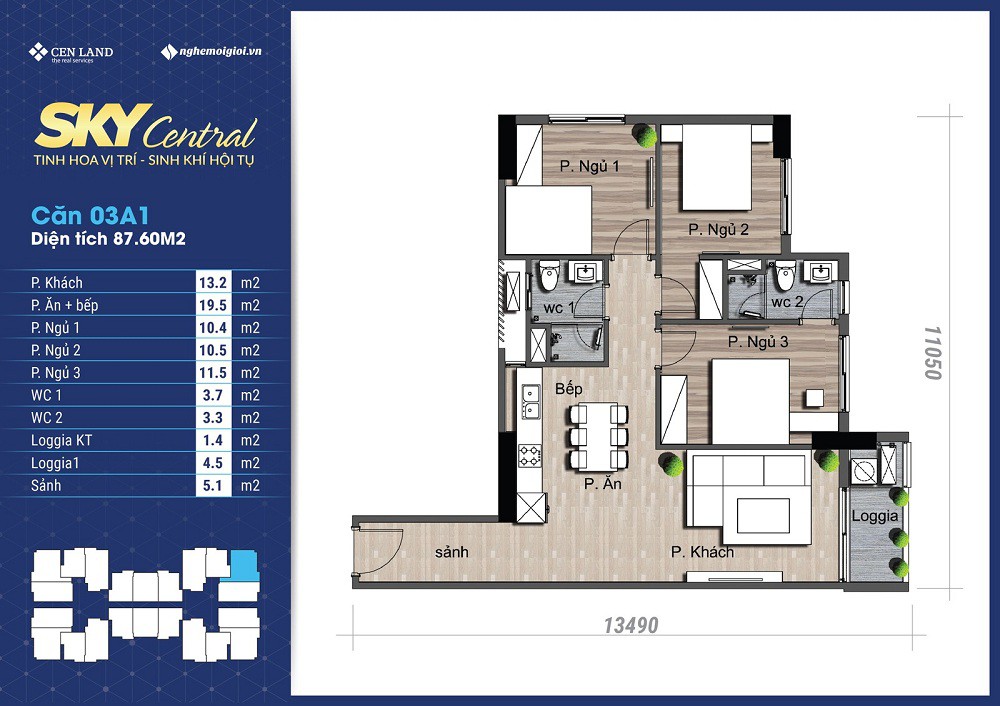 CEN LAND
the real services
nghemoigioi.vn
SKY Central
TINH HOA VỊ TRÍ - SINH KHÍ HỘI TỤ
Căn 03A1
Diện tích 87.60M2
P. Khách 13.2 m2
P. Ăn + bếp 19.5 m2
P. Ngủ 1 10.4 m2
P. Ngủ 2 10.5 m2
P. Ngủ 3 11.5 m2
WC 1 3.7 m2
WC 2 3.3 m2
Loggia KT 1.4 m2
Loggia1 4.5 m2
Sảnh 5.1 m2
P. Ngủ 1
P. Ngủ 2
wc 1
wc 2
P. Ngủ 3
Bếp
P. Ăn
Loggia
sảnh
P. Khách
11050
13490